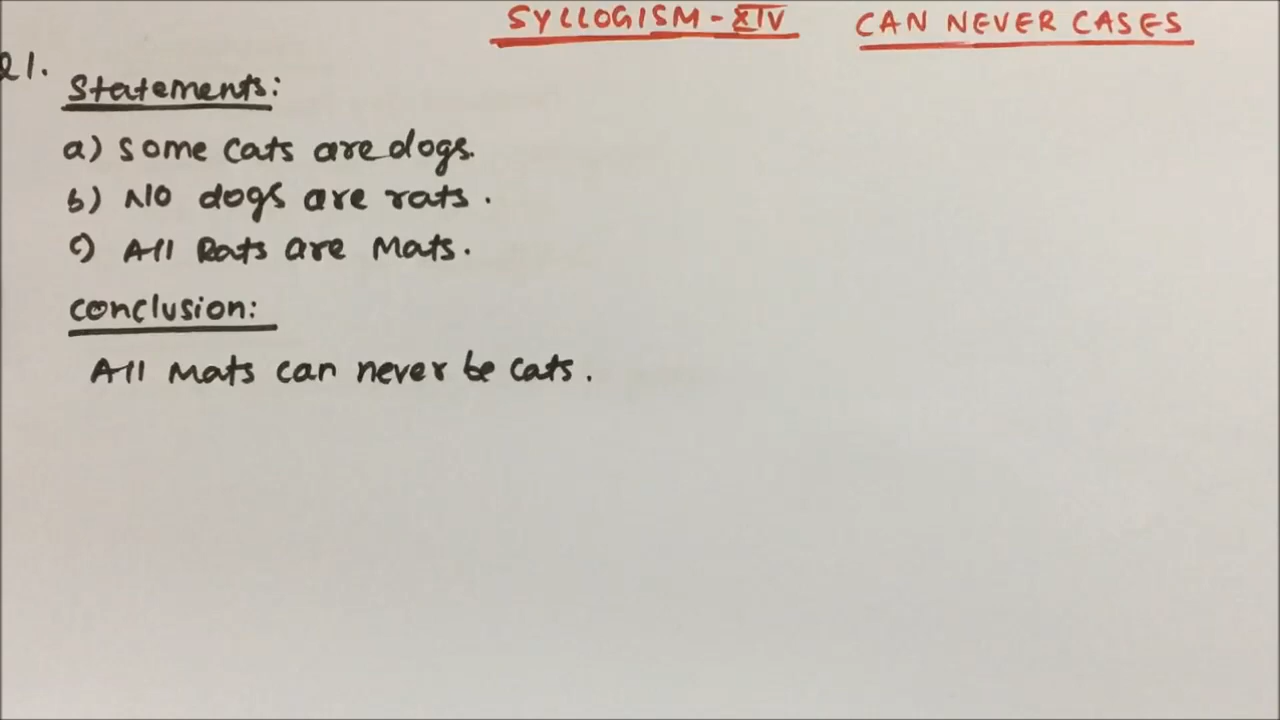 SYLLOGISM - XIV CAN NEVER CASES
21.
Statements:
a) Some Cats are dogs.
b) NO dogs are rats.
c) All Rats are Mats.
Conclusion:
All Mats can never be Cats.